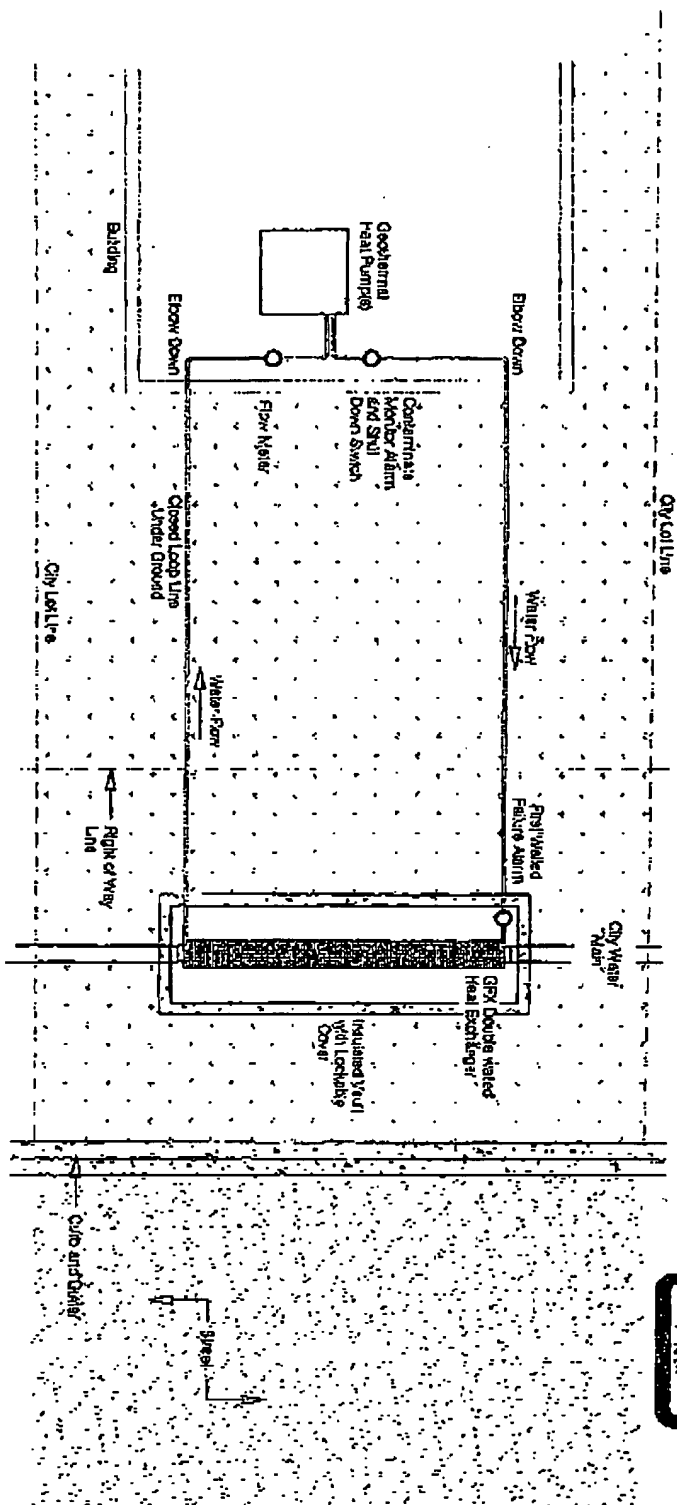 City Lot Line
Elbow Down
Geothermal
Heat Pump(s)
Contaminate
Monitor Alarm
and Shut
Down Switch
Water Flow
First Walled
Failure Alarm
City Water
Main
GFX Double walled
Heat Exchanger
Building
Elbow Down
Flow Meter
Closed Loop Line
Under Ground
Water Flow
Insulated Vault
with Lockable
Cover
City Lot Line
Right of Way
Line
Curb and Gutter
Street